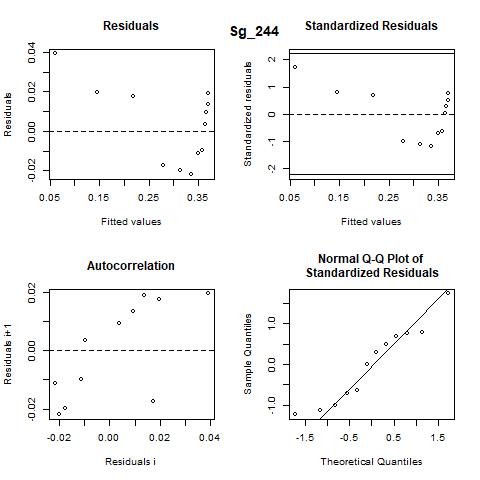 Sg_244
Residuals
Residuals
0.04
0.02
0.00
-0.02
0.05 0.15 0.25 0.35
Fitted values
Standardized Residuals
Standardized residuals
2
1
0
-1
-2
0.05 0.15 0.25 0.35
Fitted values
Autocorrelation
Residuals i+1
0.02
0.00
-0.02
-0.02 0.00 0.02 0.04
Residuals i
Normal Q-Q Plot of
Standardized Residuals
Sample Quantiles
1.0
0.0
-1.0
-1.5 -0.5 0.5 1.5
Theoretical Quantiles